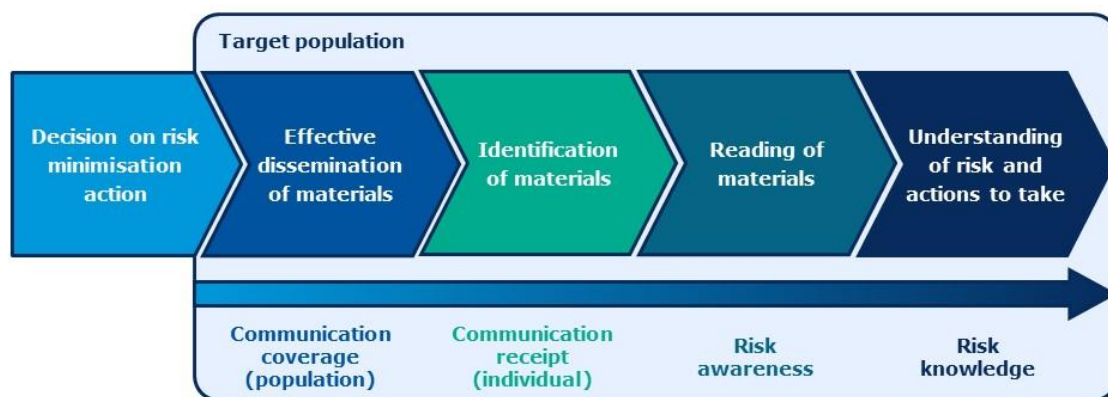 Target population
Decision on risk
minimisation
action
Effective
dissemination
of materials
Identification
of materials
Reading of
materials
Understanding
of risk and
actions to take
Communication
coverage
(population)
Communication
receipt
(individual)
Risk
awareness
Risk
knowledge